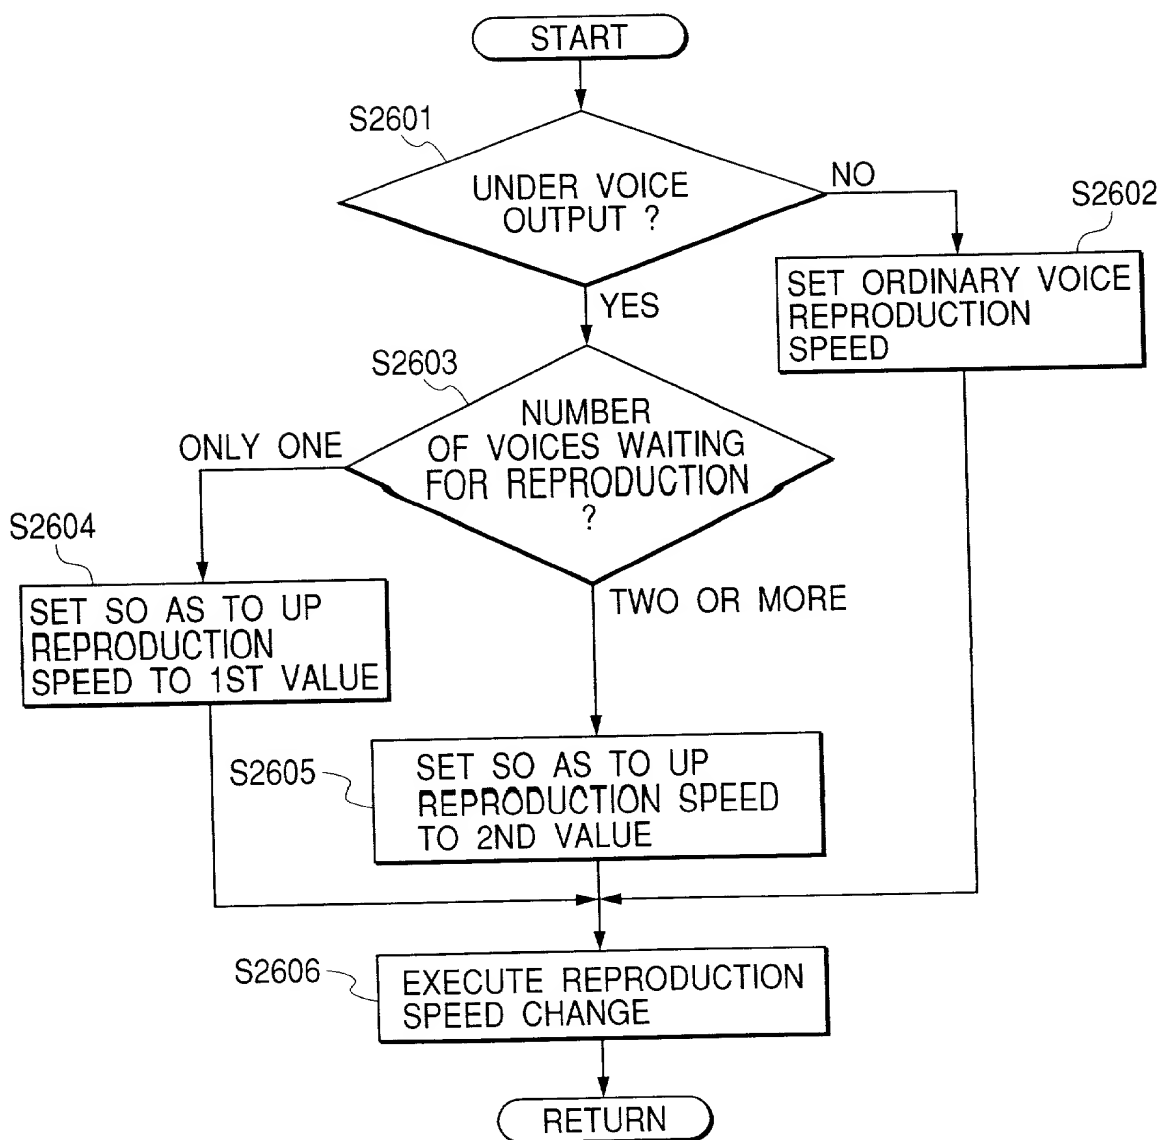 START
S2601
UNDER VOICE
OUTPUT ?
NO
S2602
SET ORDINARY VOICE
REPRODUCTION
SPEED
YES
S2603
NUMBER
OF VOICES WAITING
FOR REPRODUCTION
?
ONLY ONE
S2604
SET SO AS TO UP
REPRODUCTION
SPEED TO 1ST VALUE
TWO OR MORE
S2605
SET SO AS TO UP
REPRODUCTION SPEED
TO 2ND VALUE
S2606
EXECUTE REPRODUCTION
SPEED CHANGE
RETURN